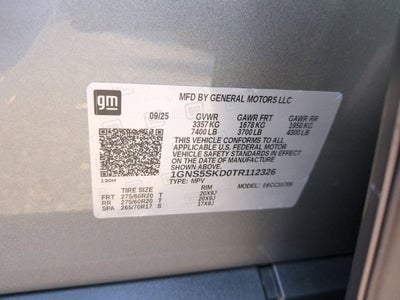 gm
MFD BY GENERAL MOTORS LLC
09/25 GVWR GAWR FRT GAWR RR
3357 KG 1678 KG 1950 KG
7400 LB 3700 LB 4300 LB
THIS VEHICLE CONFORMS TO ALL
APPLICABLE U.S. FEDERAL MOTOR
VEHICLE SAFETY STANDARDS IN EFFECT
ON THE DATE OF MANUFACTURE SHOWN
ABOVE.
1GNS5SKD0TR112326
TYPE: MPV MODEL:
TIRE SIZE RIM
FRT 275/60R20 T 20X9J
RR 275/60R20 T 20X9J
SPA 265/70R17 S 17X8J